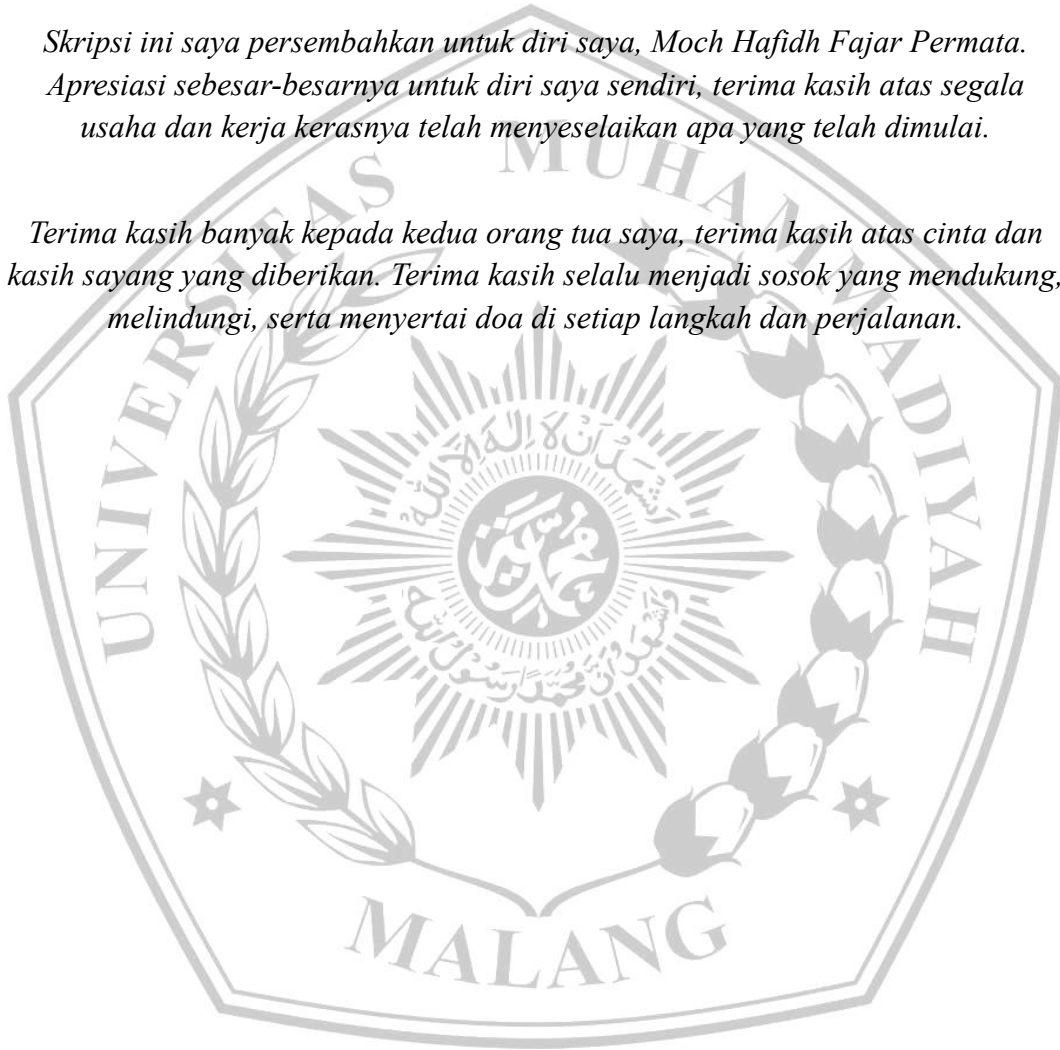 Skripsi ini saya persembahkan untuk diri saya, Moch Hafidh Fajar Permata.
Apresiasi sebesar-besarnya untuk diri saya sendiri, terima kasih atas segala
usaha dan kerja kerasnya telah menyeselaikan apa yang telah dimulai.
Terima kasih banyak kepada kedua orang tua saya, terima kasih atas cinta dan
kasih sayang yang diberikan. Terima kasih selalu menjadi sosok yang mendukung,
melindungi, serta menyertai doa di setiap langkah dan perjalanan.
UNIVERSITAS MUHAMMADIYAH
MALANG